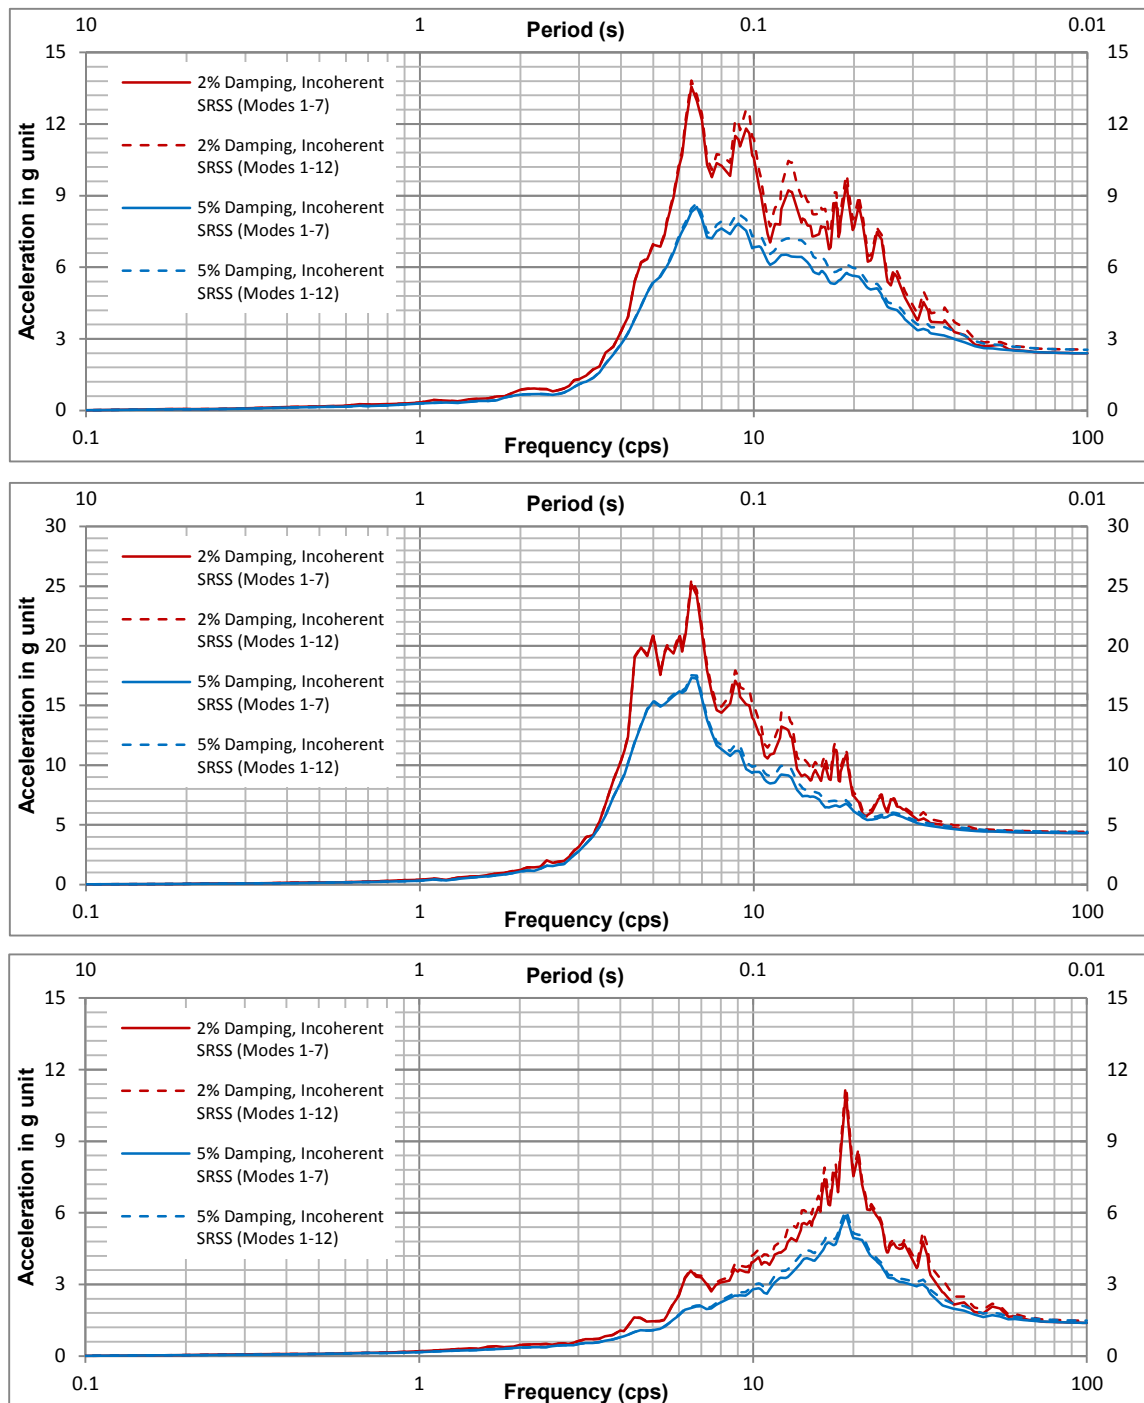 10 1 Period (s) 0.1 0.01
15 15
2% Damping, Incoherent
SRSS (Modes 1-7)
12 12
2% Damping, Incoherent
SRSS (Modes 1-12)
9 9
5% Damping, Incoherent
SRSS (Modes 1-7)
6 6
5% Damping, Incoherent
SRSS (Modes 1-12)
3 3
0 0
Acceleration in g unit
0.1 1 Frequency (cps) 10 100
10 1 Period (s) 0.1 0.01
30 30
2% Damping, Incoherent
SRSS (Modes 1-7)
25 25
2% Damping, Incoherent
SRSS (Modes 1-12)
20 20
5% Damping, Incoherent
SRSS (Modes 1-7)
15 15
5% Damping, Incoherent
SRSS (Modes 1-12)
10 10
5 5
0 0
Acceleration in g unit
0.1 1 Frequency (cps) 10 100
10 1 Period (s) 0.1 0.01
15 15
2% Damping, Incoherent
SRSS (Modes 1-7)
12 12
2% Damping, Incoherent
SRSS (Modes 1-12)
9 9
5% Damping, Incoherent
SRSS (Modes 1-7)
6 6
5% Damping, Incoherent
SRSS (Modes 1-12)
3 3
0 0
Acceleration in g unit
0.1 1 Frequency (cps) 10 100